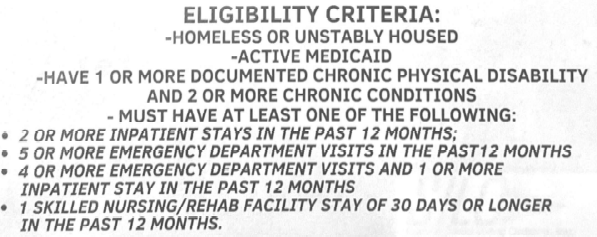 ELIGIBILITY CRITERIA:
-HOMELESS OR UNSTABLY HOUSED
-ACTIVE MEDICAID
-HAVE 1 OR MORE DOCUMENTED CHRONIC PHYSICAL DISABILITY
AND 2 OR MORE CHRONIC CONDITIONS
- MUST HAVE AT LEAST ONE OF THE FOLLOWING:
• 2 OR MORE INPATIENT STAYS IN THE PAST 12 MONTHS;
• 5 OR MORE EMERGENCY DEPARTMENT VISITS IN THE PAST12 MONTHS
• 4 OR MORE EMERGENCY DEPARTMENT VISITS AND 1 OR MORE
INPATIENT STAY IN THE PAST 12 MONTHS
• 1 SKILLED NURSING/REHAB FACILITY STAY OF 30 DAYS OR LONGER
IN THE PAST 12 MONTHS.